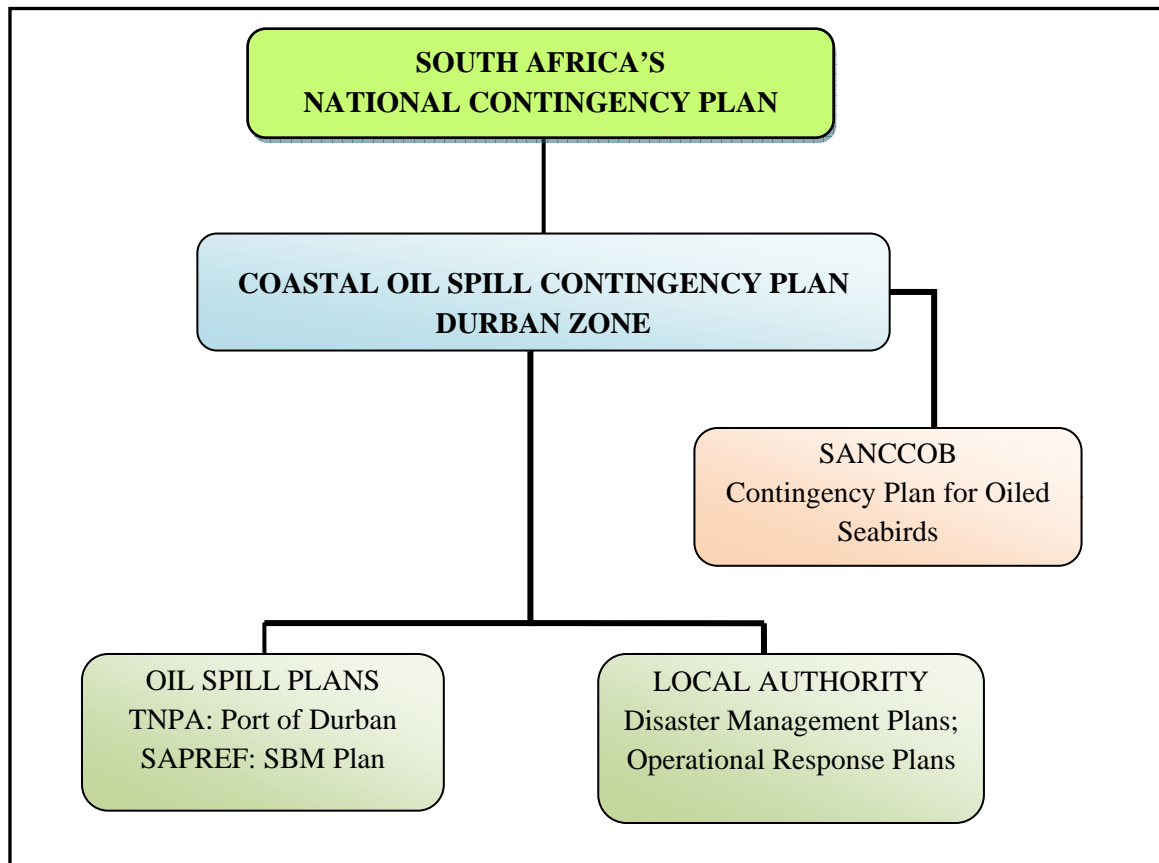 SOUTH AFRICA’S
NATIONAL CONTINGENCY PLAN
COASTAL OIL SPILL CONTINGENCY PLAN
DURBAN ZONE
SANCCOB
Contingency Plan for Oiled
Seabirds
OIL SPILL PLANS
TNPA: Port of Durban
SAPREF: SBM Plan
LOCAL AUTHORITY
Disaster Management Plans;
Operational Response Plans